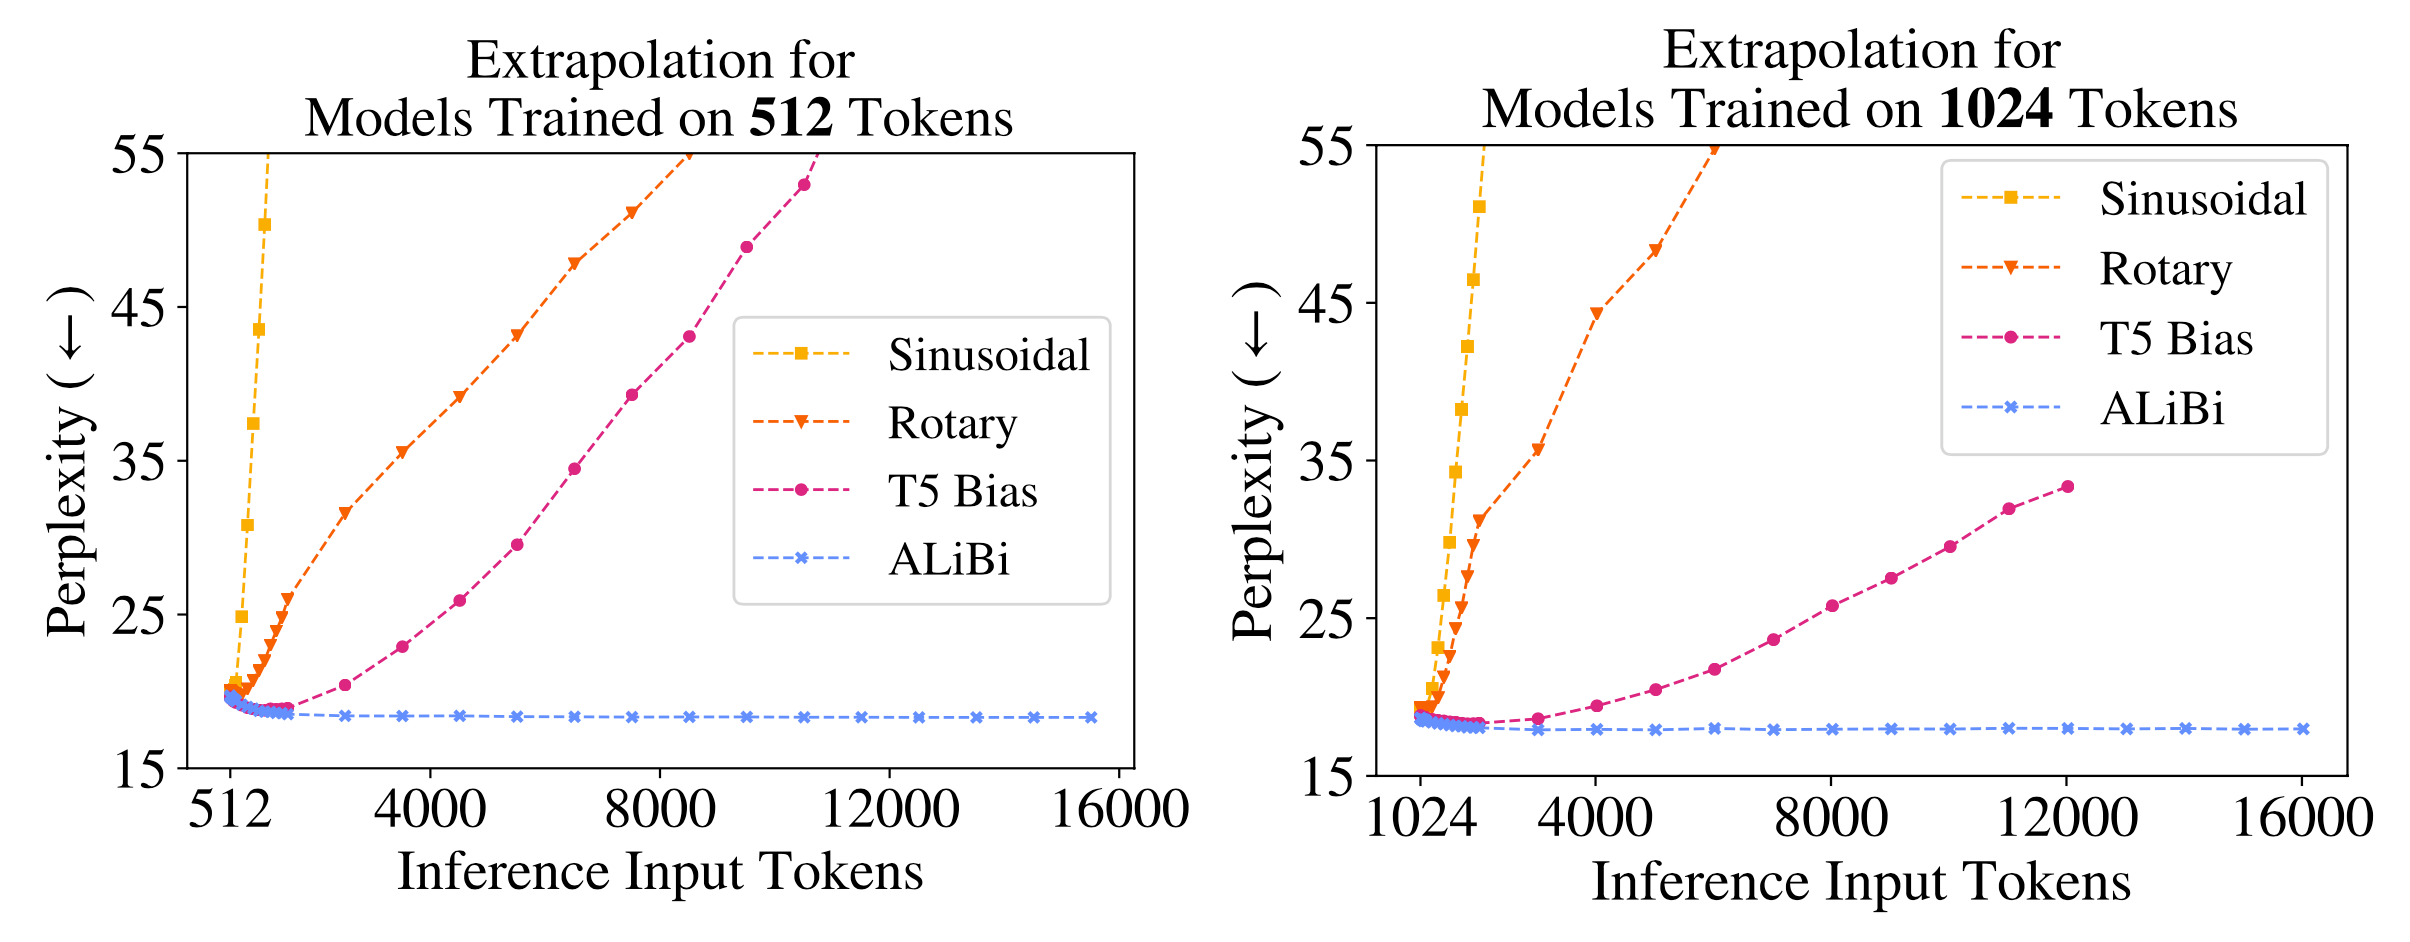 Extrapolation for
Models Trained on 512 Tokens
Perplexity (←)
55
45
35
25
15
Sinusoidal
Rotary
T5 Bias
ALiBi
512 4000 8000 12000 16000
Inference Input Tokens
Extrapolation for
Models Trained on 1024 Tokens
Perplexity (←)
55
45
35
25
15
Sinusoidal
Rotary
T5 Bias
ALiBi
1024 4000 8000 12000 16000
Inference Input Tokens